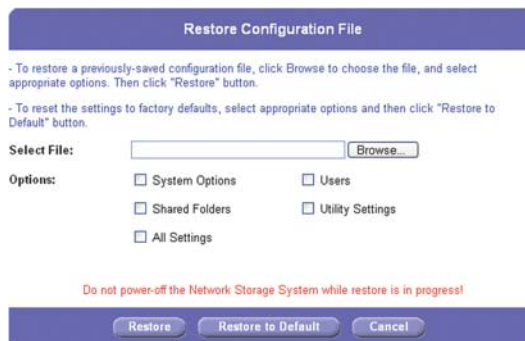 Restore Configuration File
- To restore a previously-saved configuration file, click Browse to choose the file, and select
appropriate options. Then click "Restore" button.
- To reset the settings to factory defaults, select appropriate options and then click "Restore to
Default" button.
Select File: Browse...
Options: System Options Users
Shared Folders Utility Settings
All Settings
Do not power-off the Network Storage System while restore is in progress!
Restore Restore to Default Cancel